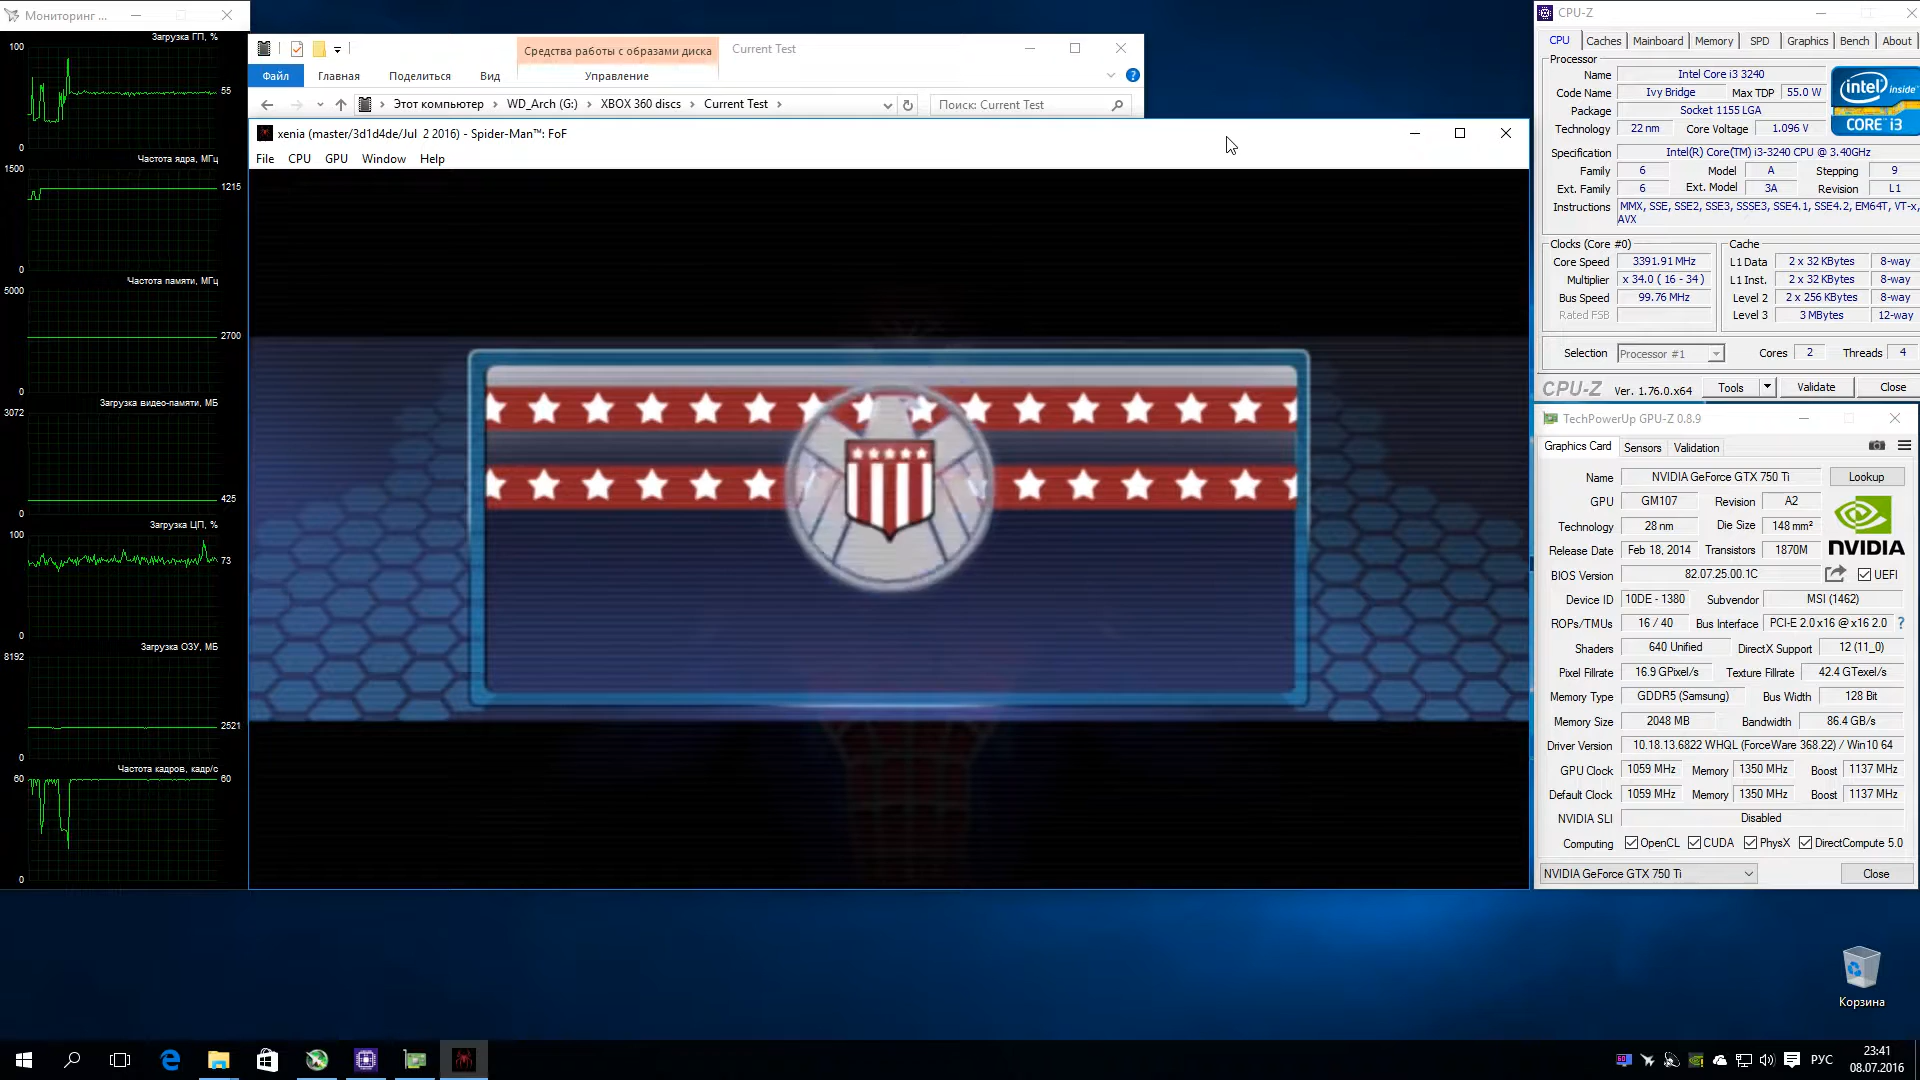 Мониторинг ...
Загрузка ГП, %
100
55
0
Частота ядра, МГц
1500
1215
0
Частота памяти, МГц
5000
2700
0
Загрузка видео-памяти, МБ
3072
425
0
Загрузка ЦП, %
100
73
0
Загрузка ОЗУ, МБ
8192
2521
0
Частота кадров, кадр/с
60
60
0
Средства работы с образами диска
Current Test
Файл
Главная
Поделиться
Вид
Управление
Этот компьютер
WD_Arch (G:)
XBOX 360 discs
Current Test
Поиск: Current Test
xenia (master/3d1d4de/Jul 2 2016) - Spider-Man™: FoF
File CPU GPU Window Help
CPU-Z
CPU Caches Mainboard Memory SPD Graphics Bench About
Processor
Name Intel Core i3 3240
Code Name Ivy Bridge Max TDP 55.0 W
Package Socket 1155 LGA
Technology 22 nm Core Voltage 1.096 V
intel inside™
CORE™ i3
Specification Intel(R) Core(TM) i3-3240 CPU @ 3.40GHz
Family 6 Model A Stepping 9
Ext. Family 6 Ext. Model 3A Revision L1
Instructions MMX, SSE, SSE2, SSE3, SSSE3, SSE4.1, SSE4.2, EM64T, VT-x,
AVX
Clocks (Core #0) Cache
Core Speed 3391.91 MHz L1 Data 2 x 32 KBytes 8-way
Multiplier x 34.0 ( 16 - 34 ) L1 Inst. 2 x 32 KBytes 8-way
Bus Speed 99.76 MHz Level 2 2 x 256 KBytes 8-way
Rated FSB Level 3 3 MBytes 12-way
Selection Processor #1 Cores 2 Threads 4
CPU-Z Ver. 1.76.0.x64 Tools Validate Close
TechPowerUp GPU-Z 0.8.9
Graphics Card Sensors Validation
Name NVIDIA GeForce GTX 750 Ti Lookup
GPU GM107 Revision A2
Technology 28 nm Die Size 148 mm²
NVIDIA
Release Date Feb 18, 2014 Transistors 1870M
BIOS Version 82.07.25.00.1C UEFI
Device ID 10DE - 1380 Subvendor MSI (1462)
ROPs/TMUs 16 / 40 Bus Interface PCI-E 2.0 x16 @ x16 2.0 ?
Shaders 640 Unified DirectX Support 12 (11_0)
Pixel Fillrate 16.9 GPixel/s Texture Fillrate 42.4 GTexel/s
Memory Type GDDR5 (Samsung) Bus Width 128 Bit
Memory Size 2048 MB Bandwidth 86.4 GB/s
Driver Version 10.18.13.6822 WHQL (ForceWare 368.22) / Win10 64
GPU Clock 1059 MHz Memory 1350 MHz Boost 1137 MHz
Default Clock 1059 MHz Memory 1350 MHz Boost 1137 MHz
NVIDIA SLI Disabled
Computing OpenCL CUDA PhysX DirectCompute 5.0
NVIDIA GeForce GTX 750 Ti Close
Корзина
РУС
23:41
08.07.2016